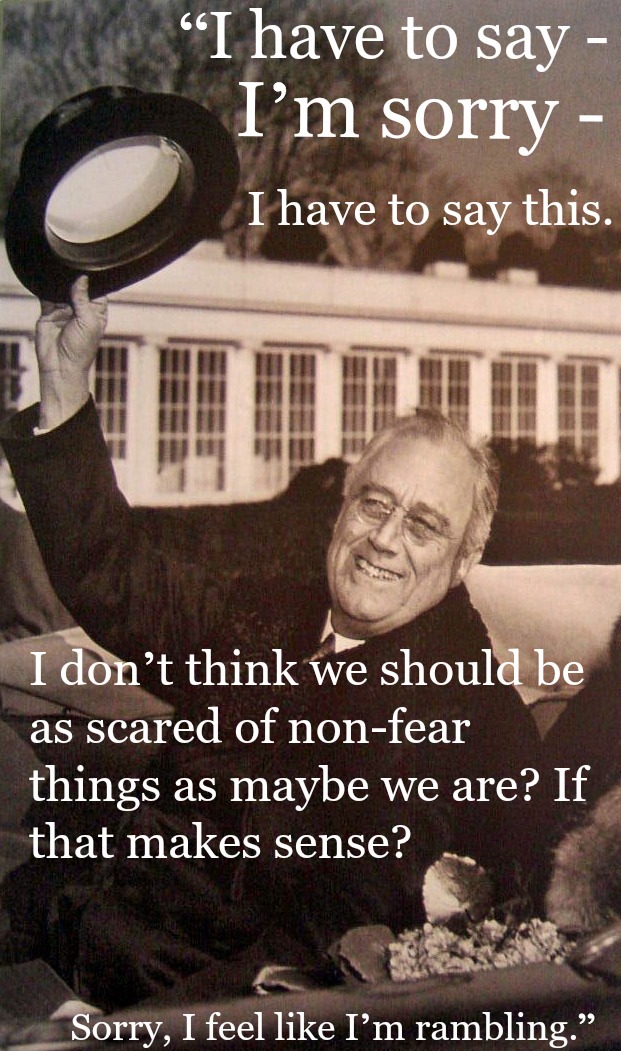 “I have to say -
I’m sorry -
I have to say this.
I don’t think we should be
as scared of non-fear
things as maybe we are? If
that makes sense?
Sorry, I feel like I’m rambling.”